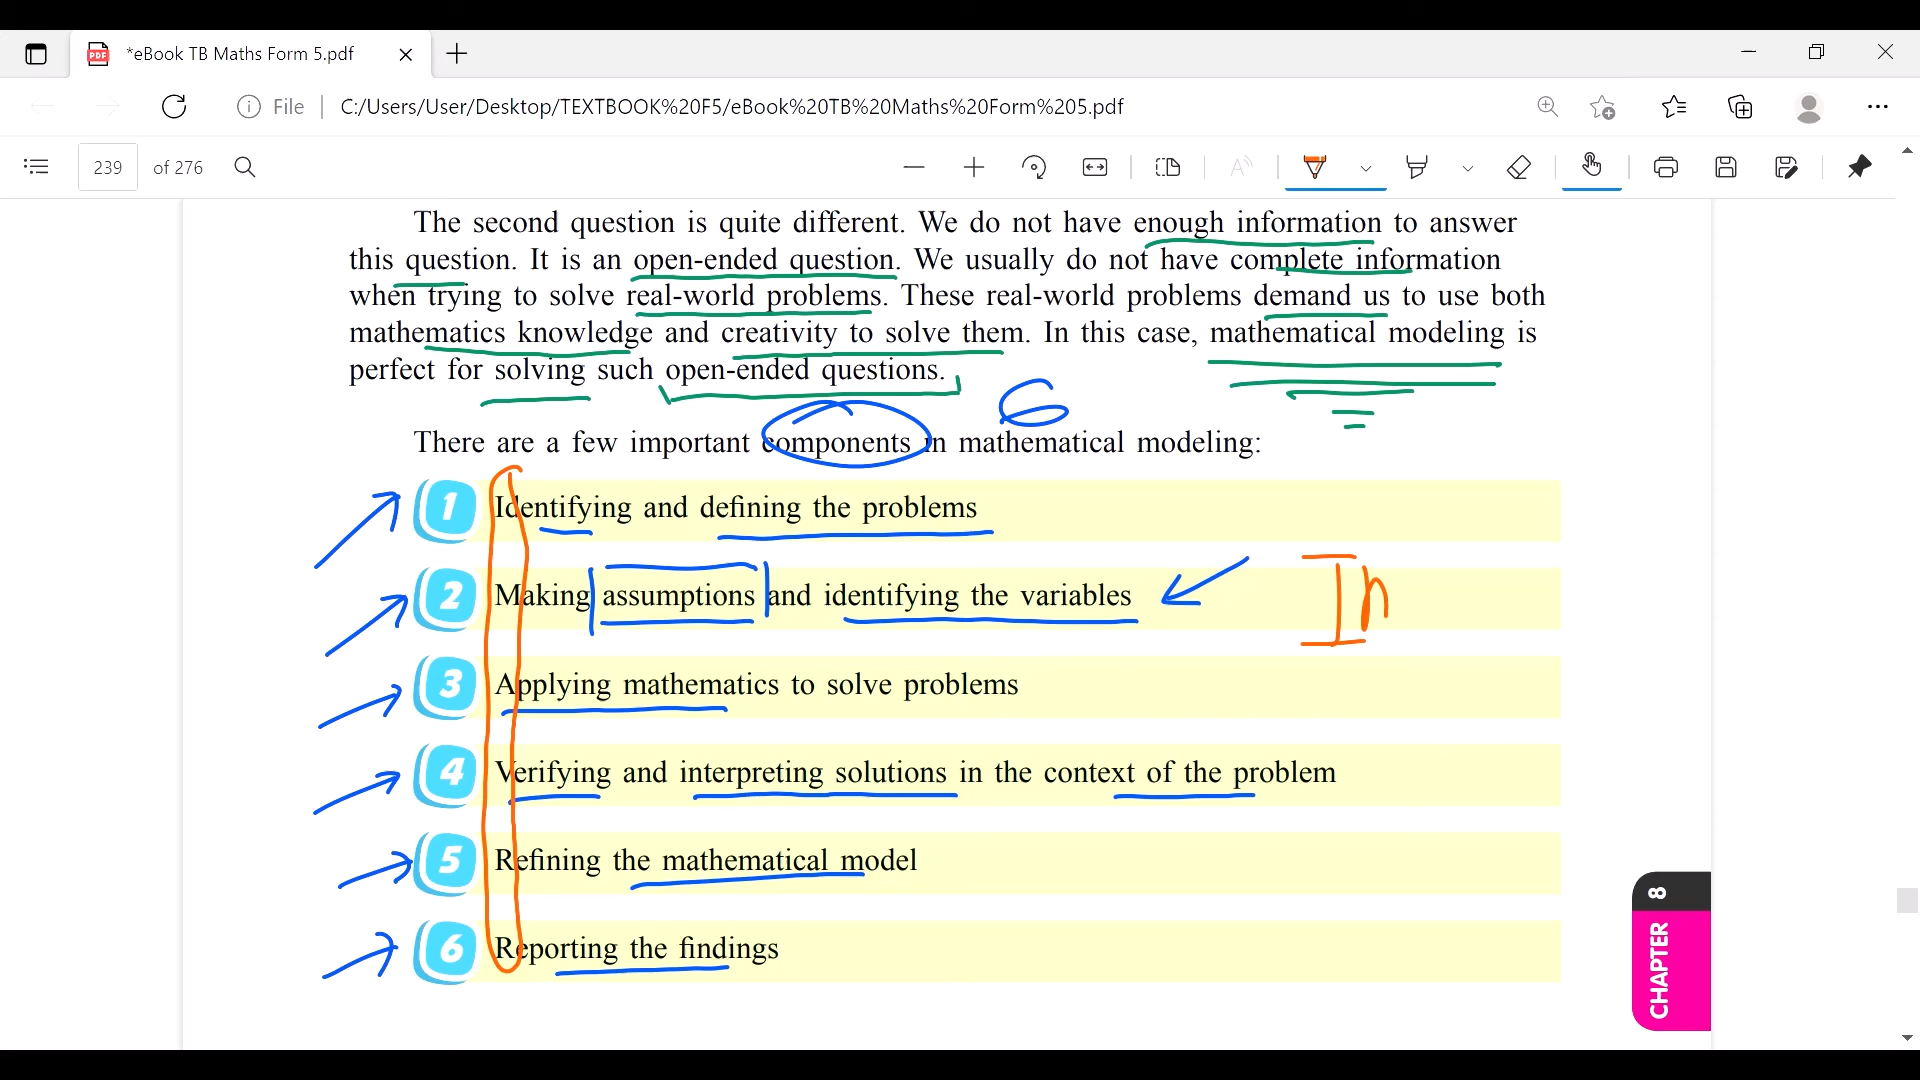 *eBook TB Maths Form 5.pdf
File
C:/Users/User/Desktop/TEXTBOOK%20F5/eBook%20TB%20Maths%20Form%205.pdf
239 of 276
The second question is quite different. We do not have enough information to answer
this question. It is an open-ended question. We usually do not have complete information
when trying to solve real-world problems. These real-world problems demand us to use both
mathematics knowledge and creativity to solve them. In this case, mathematical modeling is
perfect for solving such open-ended questions.
6
There are a few important components in mathematical modeling:
1 Identifying and defining the problems
2 Making assumptions and identifying the variables
In
3 Applying mathematics to solve problems
4 Verifying and interpreting solutions in the context of the problem
5 Refining the mathematical model
6 Reporting the findings
CHAPTER 8